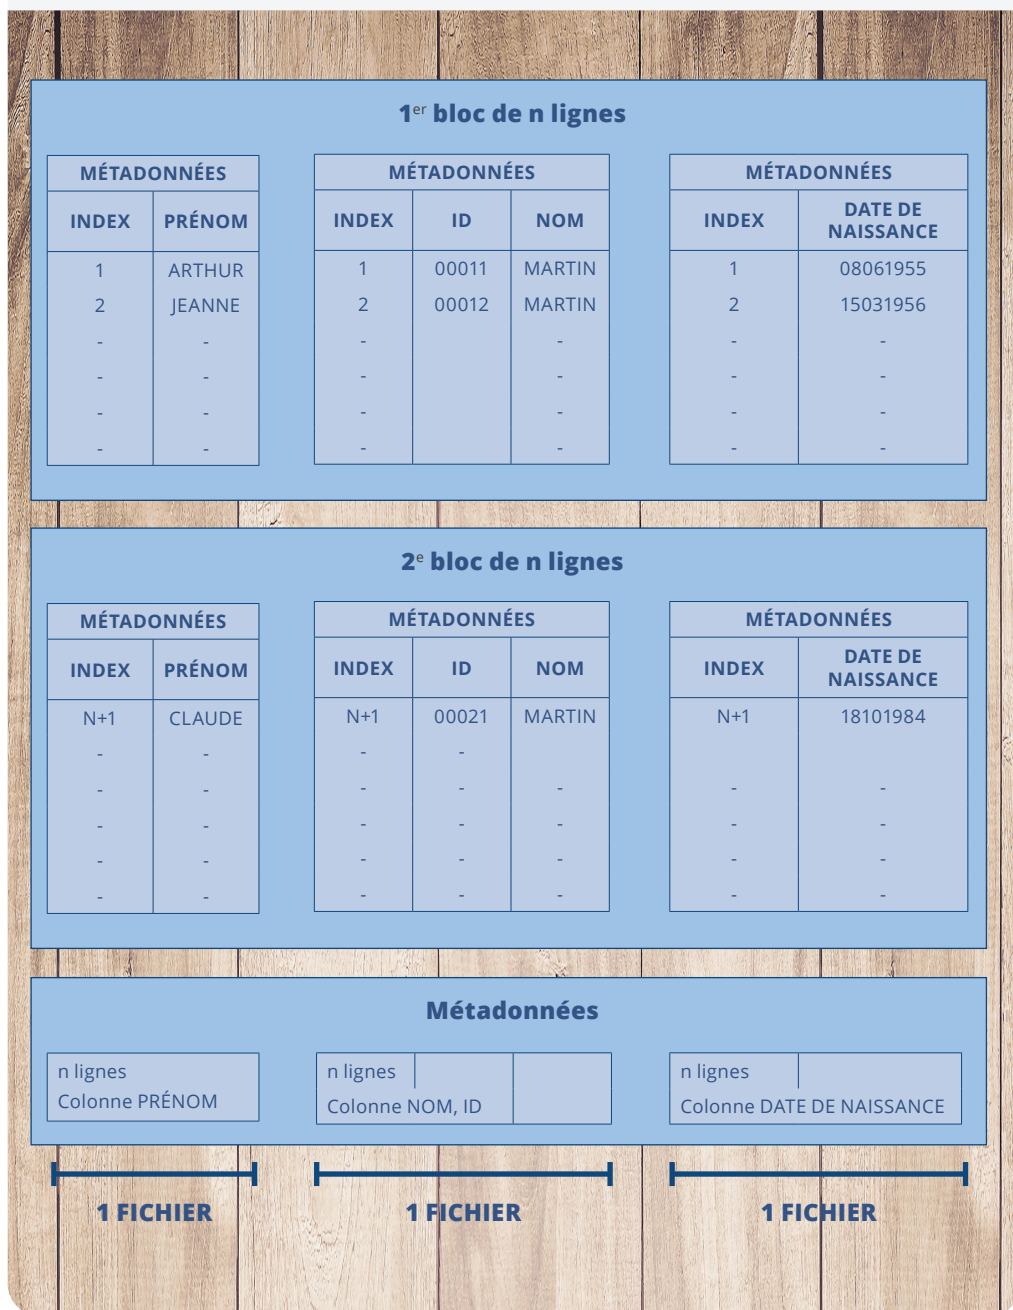 1er bloc de n lignes
MÉTADONNÉES
INDEX PRÉNOM
1 ARTHUR
2 JEANNE
- -
- -
- -
- -
MÉTADONNÉES
INDEX ID NOM
1 00011 MARTIN
2 00012 MARTIN
- -
- -
- -
- -
MÉTADONNÉES
INDEX DATE DE
NAISSANCE
1 08061955
2 15031956
- -
- -
- -
- -
2e bloc de n lignes
MÉTADONNÉES
INDEX PRÉNOM
N+1 CLAUDE
- -
- -
- -
- -
- -
MÉTADONNÉES
INDEX ID NOM
N+1 00021 MARTIN
- -
- - -
- - -
- - -
- - -
MÉTADONNÉES
INDEX DATE DE
NAISSANCE
N+1 18101984
- -
- -
- -
- -
Métadonnées
n lignes
Colonne PRÉNOM
n lignes
Colonne NOM, ID
n lignes
Colonne DATE DE NAISSANCE
1 FICHIER
1 FICHIER
1 FICHIER